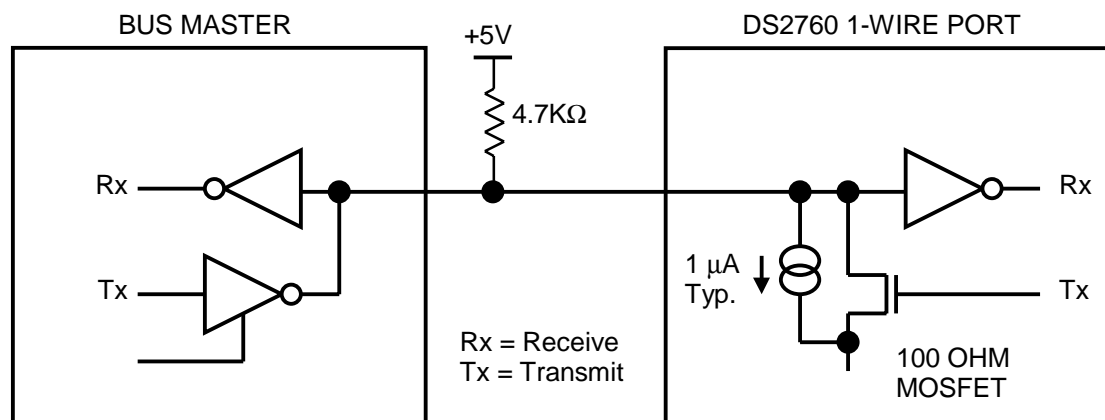 BUS MASTER
DS2760 1-WIRE PORT
+5V
4.7KΩ
Rx
Rx
1 μA
Typ.
Tx
Tx
Rx = Receive
Tx = Transmit
100 OHM
MOSFET